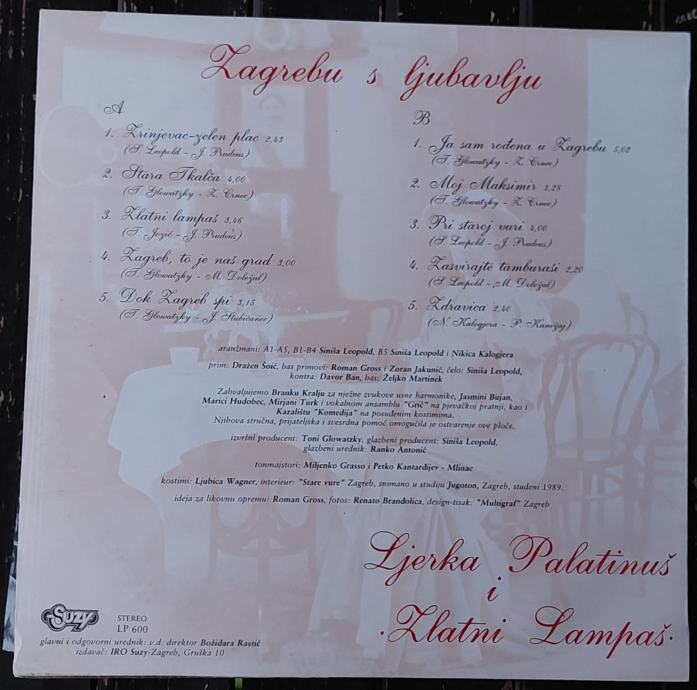 Zagrebu s ljubavlju
A
1. Zrinjevac-zelen plac 2,43
(S. Leopold - J. Prudeus)
2. Stara Tkalča 4,00
(T. Glowatzky - Z. Crnec)
3. Zlatni lampaš 3,46
(T. Jozić - J. Prudeus)
4. Zagreb, to je naš grad 3,00
(T. Glowatzky - M. Doležal)
5. Dok Zagreb spi 3,15
(T. Glowatzky - J. Stubičanec)
B
1. Ja sam rođena u Zagrebu 5,02
(T. Glowatzky - Z. Crnec)
2. Moj Maksimir 3,28
(T. Glowatzky - Z. Crnec)
3. Pri staroj vuri 4,00
(S. Leopold - J. Prudeus)
4. Zasvirajte tamburaši 2,20
(S. Leopold - M. Doležal)
5. Zdravica 2,40
(N. Kalogjera - P. Kanižaj)
aranžmani: A1-A5, B1-B4 Siniša Leopold, B5 Siniša Leopold i Nikica Kalogjera
prim: Dražen Šoić, bas primovi: Roman Gross i Zoran Jakunić, čelo: Siniša Leopold,
kontra: Davor Ban, bas: Željko Martinek
Zahvaljujemo Branku Kralju za nježne zvukove usne harmonike, Jasmini Bujan,
Marici Hudobec, Mirjani Turk i vokalnom ansamblu "Grič" na pjevačkoj pratnji, kao i
Kazalištu "Komedija" na posuđenim kostimima.
Njihova stručna, prijateljska i svesrdna pomoć omogućila je ostvarenje ove ploče.
izvršni producent: Toni Glowatzky, glazbeni producent: Siniša Leopold,
glazbeni urednik: Ranko Antonić
tonmajstori: Miljenko Grasso i Petko Kantardijev - Mlinac
kostimi: Ljubica Wagner, interieur: "Stare vure" Zagreb, snimano u studiju Jugoton, Zagreb, studeni 1989.
ideja za likovnu opremu: Roman Gross, fotos: Renato Brandolica, design-tisak: "Multigraf" Zagreb
Ljerka Palatinuš
i
·Zlatni Lampaš·
Suzy
STEREO
LP 600
glavni i odgovorni urednik: v.d. direktor Božidara Rastić
izdavač: IRO Suzy-Zagreb, Gruška 10